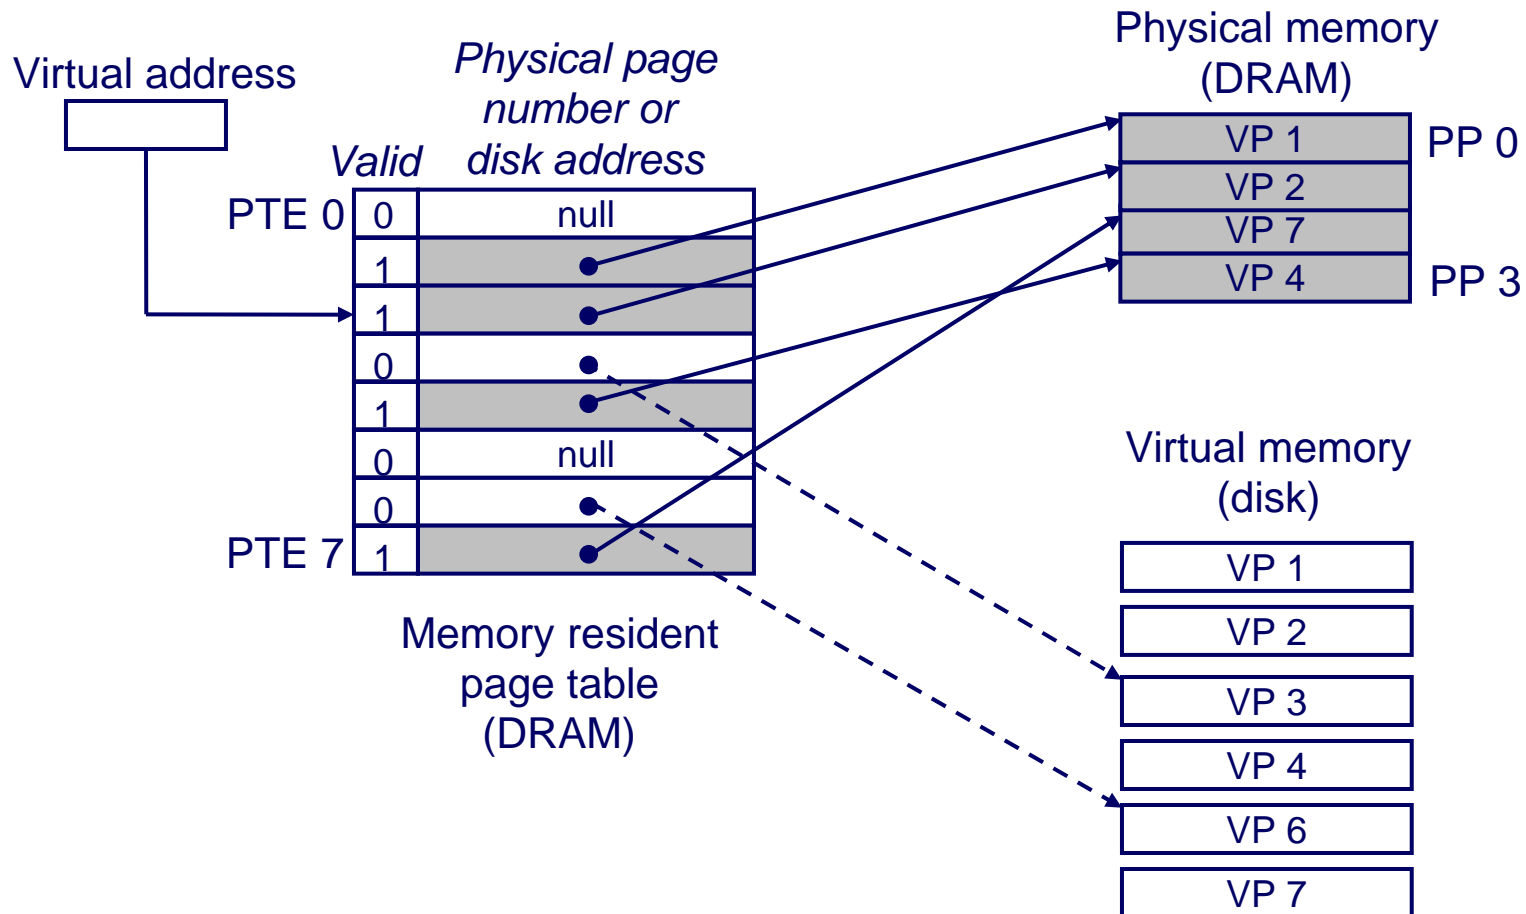 Virtual address
Physical page
number or
disk address
Valid
PTE 0
0
null
1
1
0
1
0
null
0
PTE 7
1
Memory resident
page table
(DRAM)
Physical memory
(DRAM)
VP 1
PP 0
VP 2
VP 7
VP 4
PP 3
Virtual memory
(disk)
VP 1
VP 2
VP 3
VP 4
VP 6
VP 7